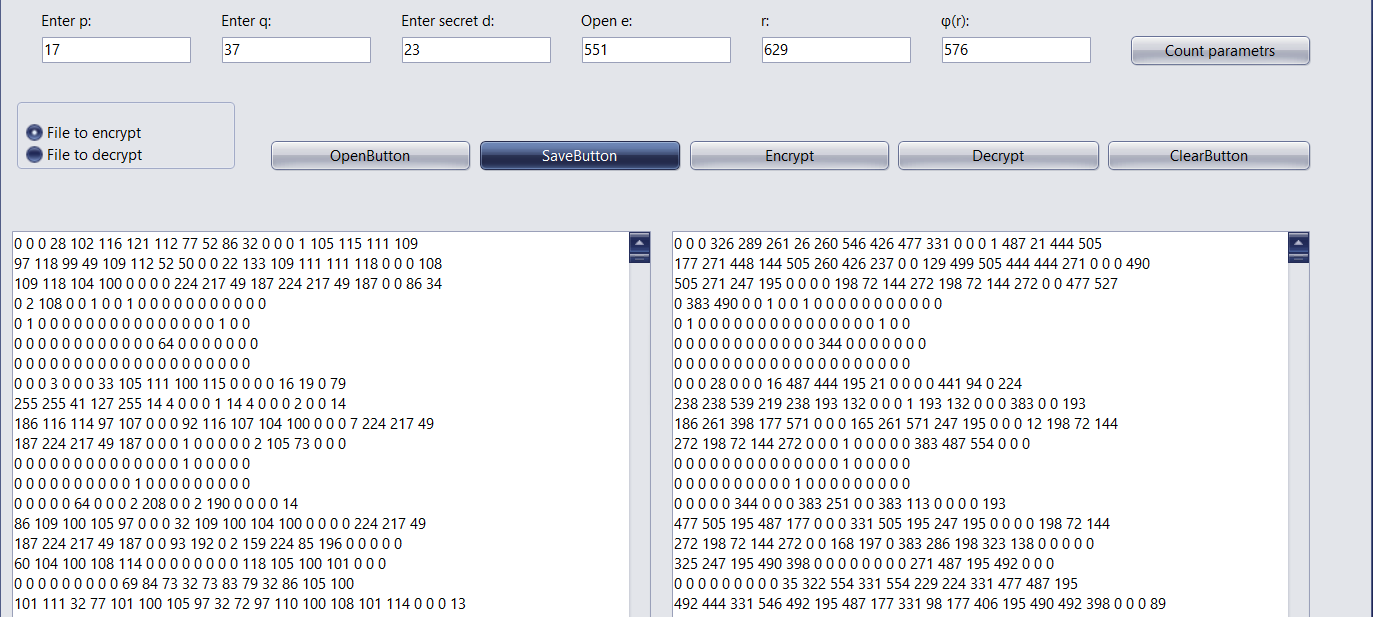 Enter p: Enter q: Enter secret d: Open e: r: φ(r):
17 37 23 551 629 576 Count parametrs
File to encrypt
File to decrypt
OpenButton SaveButton Encrypt Decrypt ClearButton
0 0 0 28 102 116 121 112 77 52 86 32 0 0 0 1 105 115 111 109
97 118 99 49 109 112 52 50 0 0 22 133 109 111 111 118 0 0 0 108
109 118 104 100 0 0 0 0 224 217 49 187 224 217 49 187 0 0 86 34
0 2 108 0 0 1 0 0 1 0 0 0 0 0 0 0 0 0 0 0
0 1 0 0 0 0 0 0 0 0 0 0 0 0 0 0 0 1 0 0
0 0 0 0 0 0 0 0 0 0 0 0 64 0 0 0 0 0 0 0
0 0 0 0 0 0 0 0 0 0 0 0 0 0 0 0 0 0 0 0
0 0 0 3 0 0 0 33 105 111 100 115 0 0 0 0 16 19 0 79
255 255 41 127 255 14 4 0 0 0 1 14 4 0 0 0 2 0 0 14
186 116 114 97 107 0 0 0 92 116 107 104 100 0 0 0 7 224 217 49
187 224 217 49 187 0 0 0 1 0 0 0 0 0 2 105 73 0 0 0
0 0 0 0 0 0 0 0 0 0 0 0 0 0 1 0 0 0 0 0
0 0 0 0 0 0 0 0 0 0 1 0 0 0 0 0 0 0 0 0
0 0 0 0 0 64 0 0 0 2 208 0 0 2 190 0 0 0 0 14
86 109 100 105 97 0 0 0 32 109 100 104 100 0 0 0 0 224 217 49
187 224 217 49 187 0 0 93 192 0 2 159 224 85 196 0 0 0 0 0
60 104 100 108 114 0 0 0 0 0 0 0 0 118 105 100 101 0 0 0
0 0 0 0 0 0 0 0 0 69 84 73 32 73 83 79 32 86 105 100
101 111 32 77 101 100 105 97 32 72 97 110 100 108 101 114 0 0 0 13
0 0 0 326 289 261 26 260 546 426 477 331 0 0 0 1 487 21 444 505
177 271 448 144 505 260 426 237 0 0 129 499 505 444 444 271 0 0 0 490
505 271 247 195 0 0 0 0 198 72 144 272 198 72 144 272 0 0 477 527
0 383 490 0 0 1 0 0 1 0 0 0 0 0 0 0 0 0 0 0
0 1 0 0 0 0 0 0 0 0 0 0 0 0 0 0 0 1 0 0
0 0 0 0 0 0 0 0 0 0 0 0 344 0 0 0 0 0 0 0
0 0 0 0 0 0 0 0 0 0 0 0 0 0 0 0 0 0 0 0
0 0 0 28 0 0 0 16 487 444 195 21 0 0 0 0 441 94 0 224
238 238 539 219 238 193 132 0 0 0 1 193 132 0 0 0 383 0 0 193
186 261 398 177 571 0 0 0 165 261 571 247 195 0 0 0 12 198 72 144
272 198 72 144 272 0 0 0 1 0 0 0 0 0 383 487 554 0 0 0
0 0 0 0 0 0 0 0 0 0 0 0 0 0 1 0 0 0 0 0
0 0 0 0 0 0 0 0 0 0 1 0 0 0 0 0 0 0 0 0
0 0 0 0 0 344 0 0 0 383 251 0 0 383 113 0 0 0 0 193
477 505 195 487 177 0 0 0 331 505 195 247 195 0 0 0 0 198 72 144
272 198 72 144 272 0 0 168 197 0 383 286 198 323 138 0 0 0 0 0
325 247 195 490 398 0 0 0 0 0 0 0 0 271 487 195 492 0 0 0
0 0 0 0 0 0 0 0 0 35 322 554 331 554 229 224 331 477 487 195
492 444 331 546 492 195 487 177 331 98 177 406 195 490 492 398 0 0 0 89